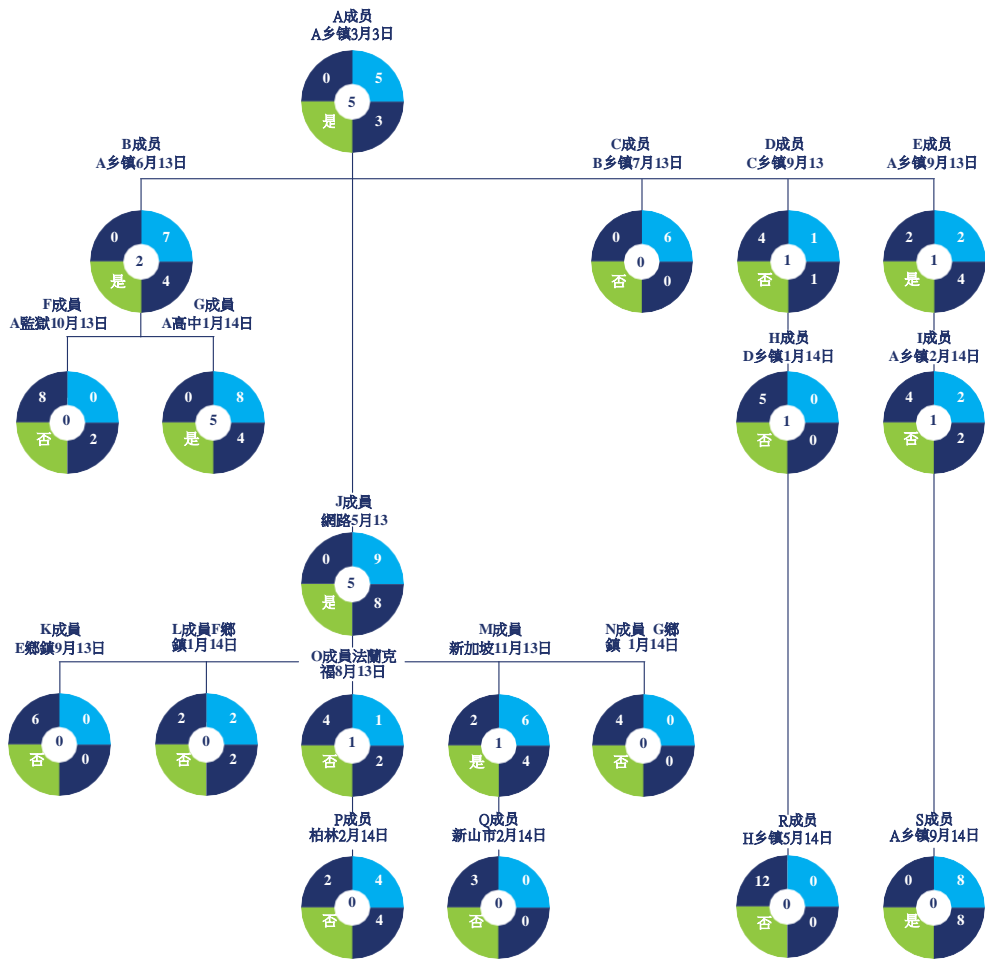 A成员
A乡镇3月3日
0
5
5
是
3
B成员
A乡镇6月13日
C成员
B乡镇7月13日
D成员
C乡镇9月13
E成员
A乡镇9月13日
0
7
2
是
4
0
6
0
否
0
4
1
1
否
1
2
2
1
是
4
F成員
A監獄10月13日
G成員
A高中1月14日
H成员
D乡镇1月14日
I成员
A乡镇2月14日
8
0
0
否
2
0
8
5
是
4
5
0
1
否
0
4
2
1
否
2
J成員
網路5月13
0
9
5
是
8
K成員
E鄉鎮9月13日
L成員F鄉
鎮1月14日
O成員法蘭克
福8月13日
M成員
新加坡11月13日
N成員 G鄉
鎮 1月14日
6
0
0
否
0
2
2
0
否
2
4
1
1
否
2
2
6
1
是
4
4
0
0
否
0
P成员
柏林2月14日
Q成员
新山市2月14日
R成员
H乡镇5月14日
S成员
A乡镇9月14日
2
4
0
否
4
3
0
0
否
0
12
0
0
否
0
0
8
0
是
8